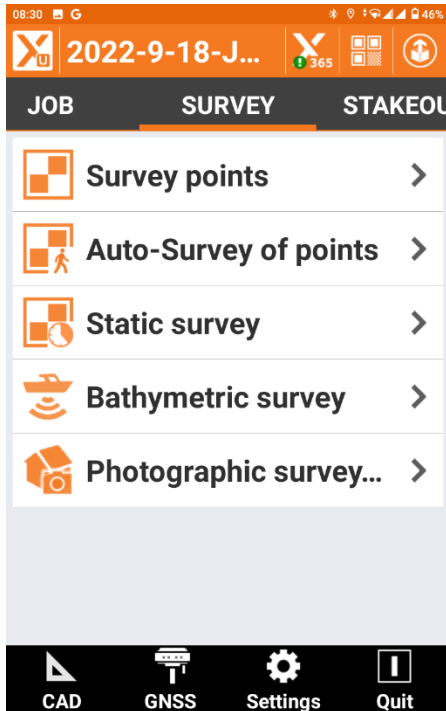 08:30 G 46%
U 2022-9-18-J... X 365
JOB SURVEY STAKEOU
Survey points
Auto-Survey of points
Static survey
Bathymetric survey
Photographic survey...
CAD GNSS Settings Quit